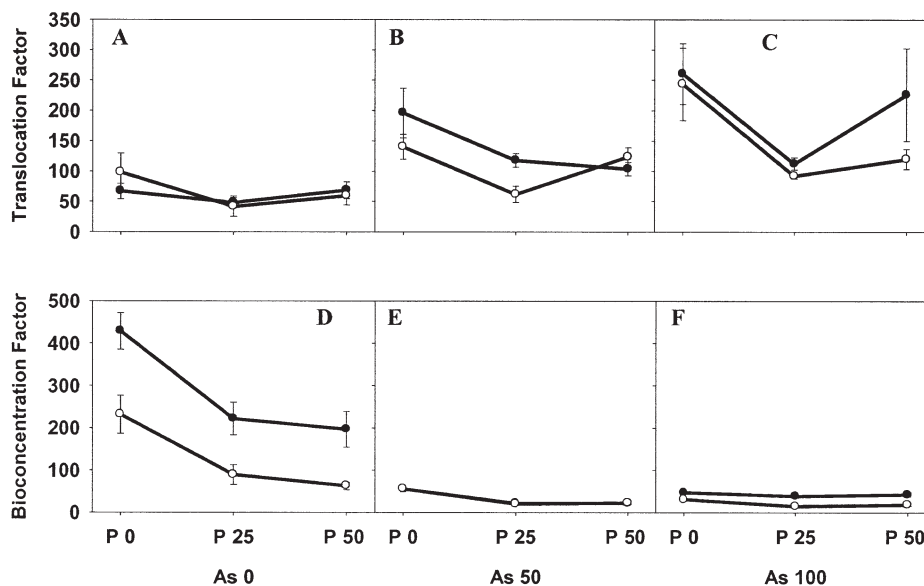 Translocation Factor
350
300
250
200
150
100
50
0
A
B
C
Bioconcentration Factor
500
400
300
200
100
0
D
E
F
P 0 P 25 P 50 P 0 P 25 P 50 P 0 P 25 P 50
As 0 As 50 As 100